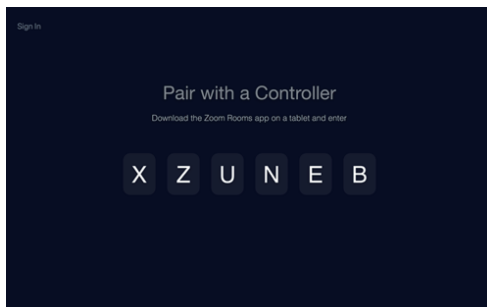 Sign In
Pair with a Controller
Download the Zoom Rooms app on a tablet and enter
X Z U N E B